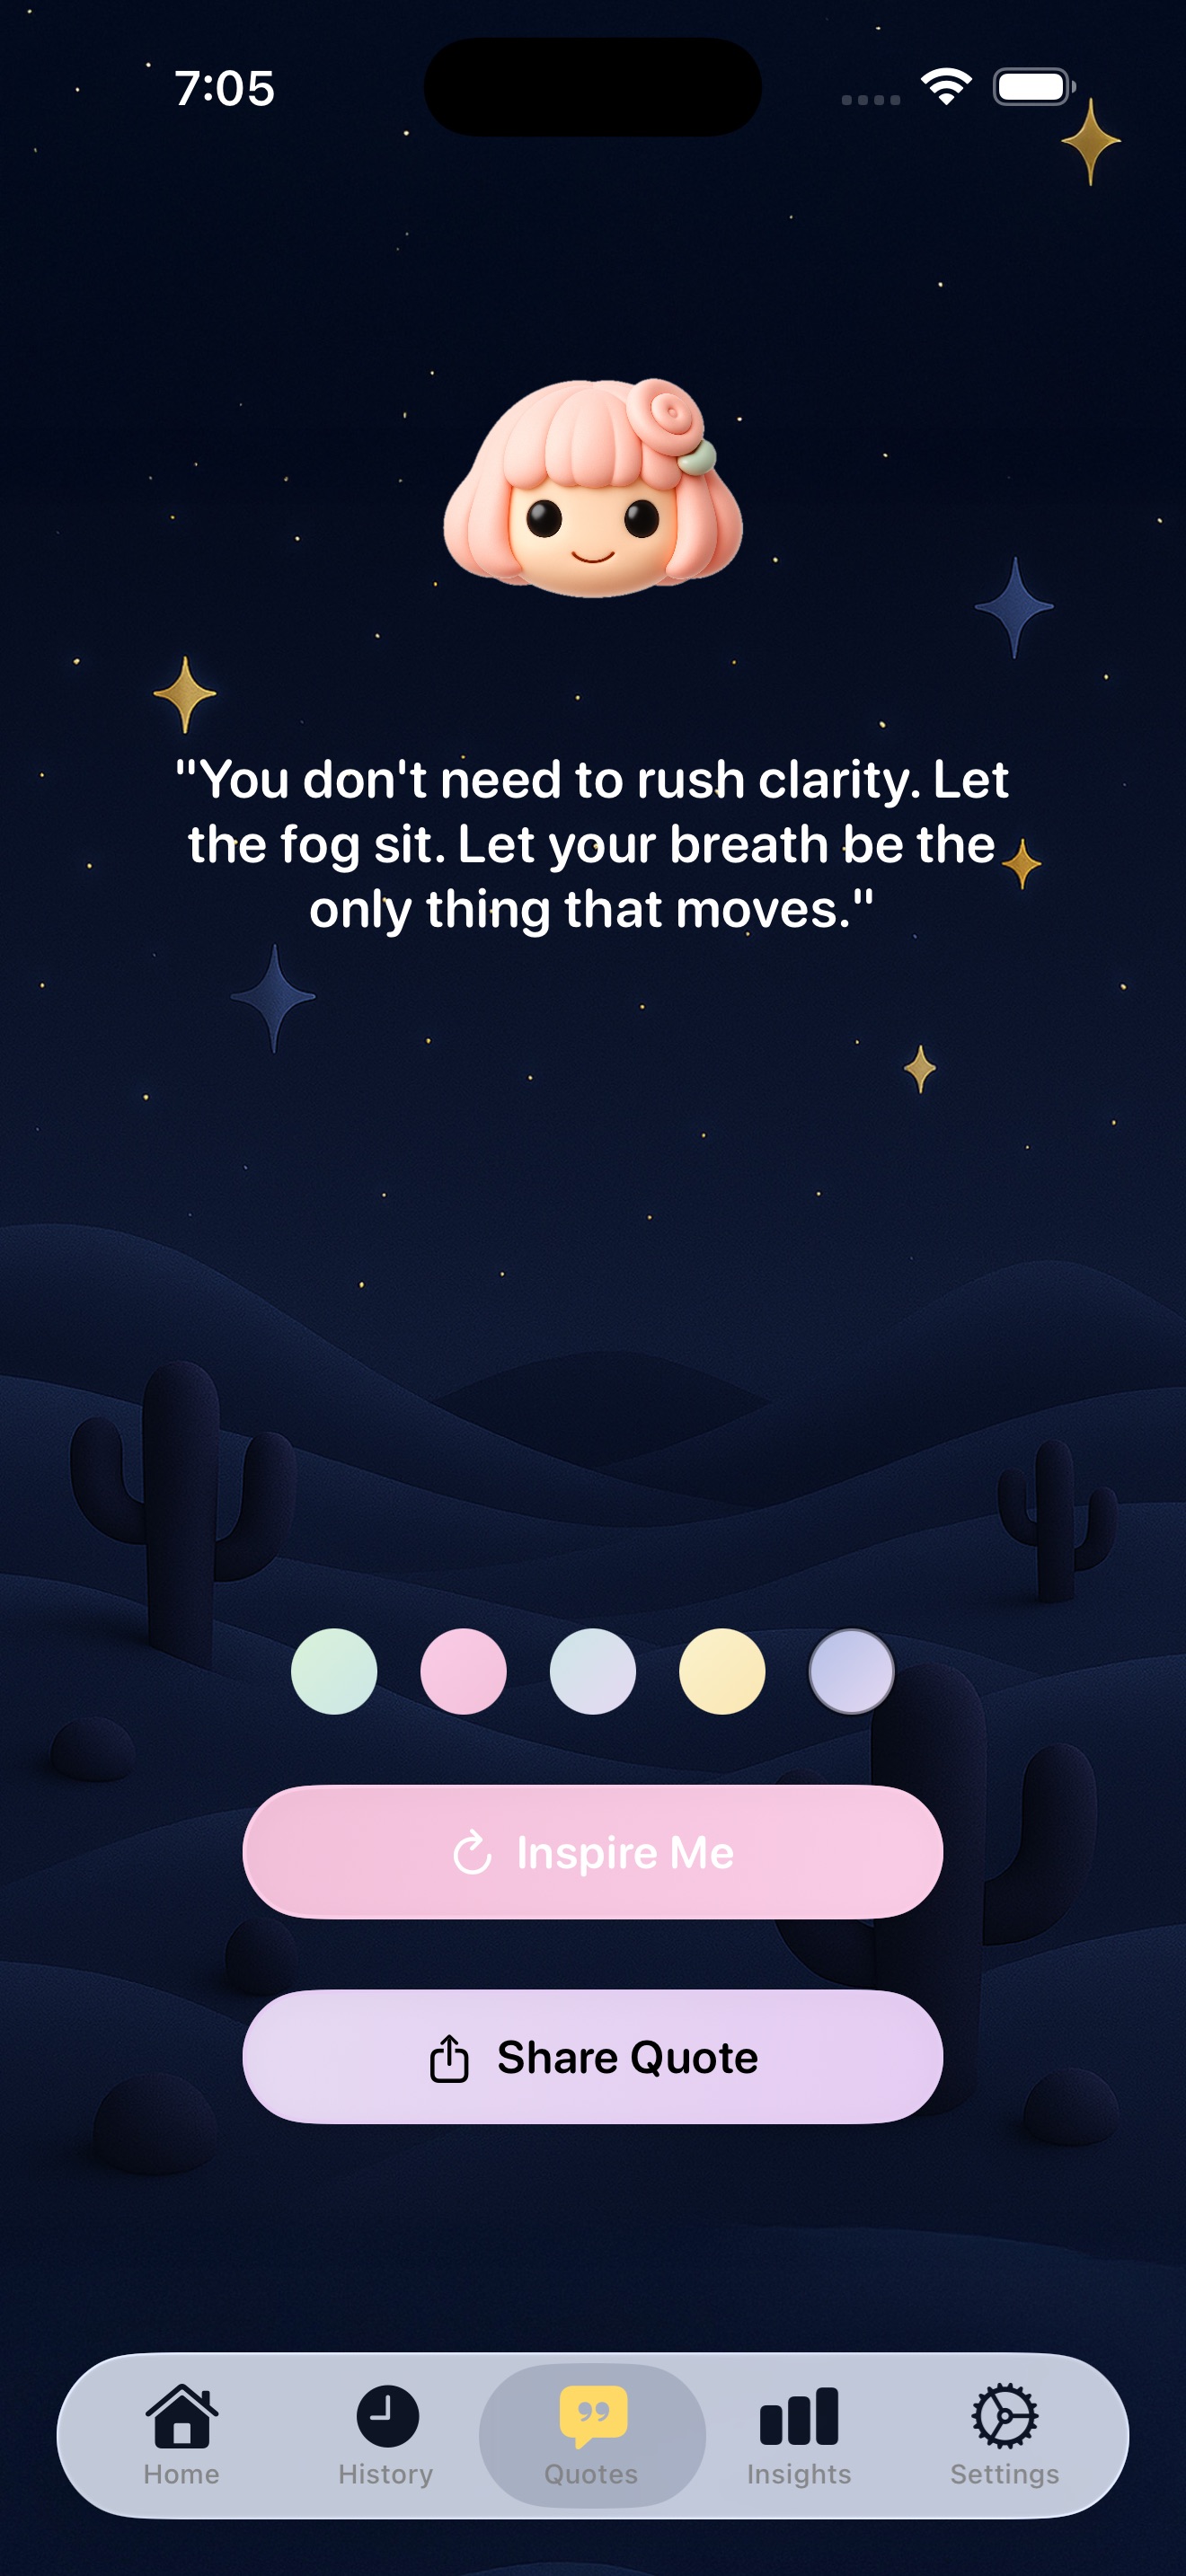 7:05
"You don't need to rush clarity. Let
the fog sit. Let your breath be the
only thing that moves."
Inspire Me
Share Quote
Home
History
Quotes
Insights
Settings